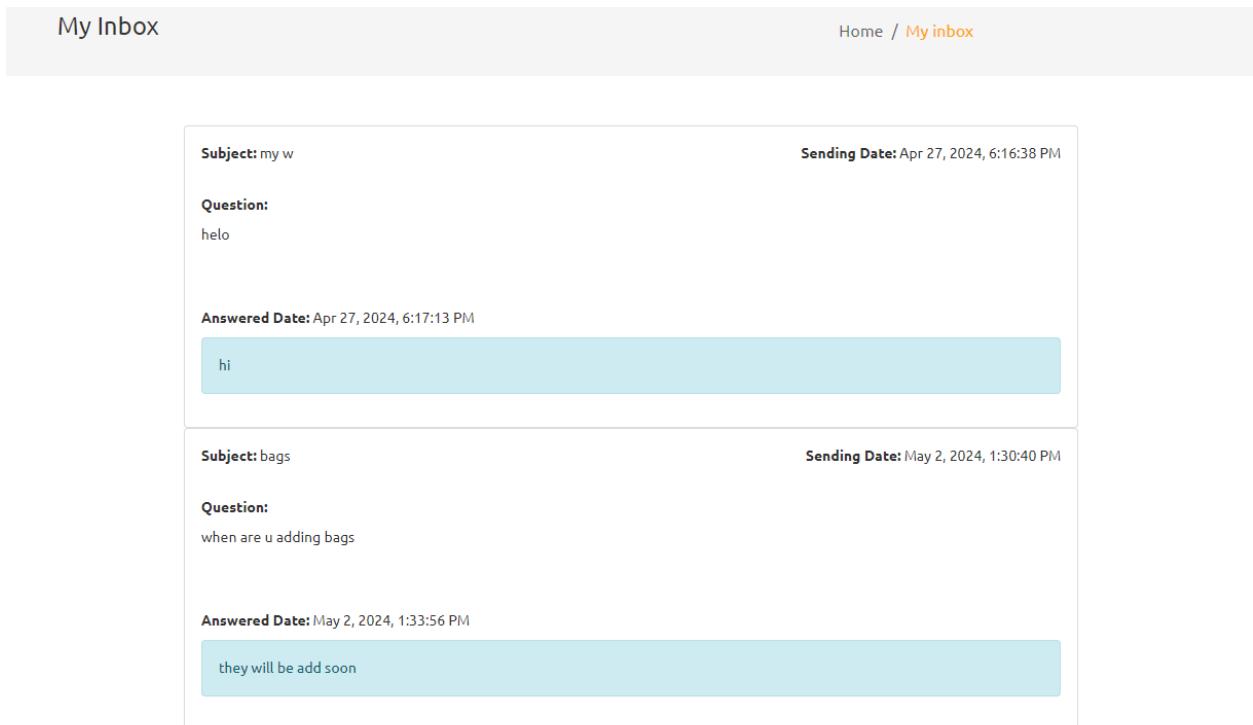 My Inbox
Home / My inbox
Subject: my w
Sending Date: Apr 27, 2024, 6:16:38 PM
Question:
helo
Answered Date: Apr 27, 2024, 6:17:13 PM
hi
Subject: bags
Sending Date: May 2, 2024, 1:30:40 PM
Question:
when are u adding bags
Answered Date: May 2, 2024, 1:33:56 PM
they will be add soon